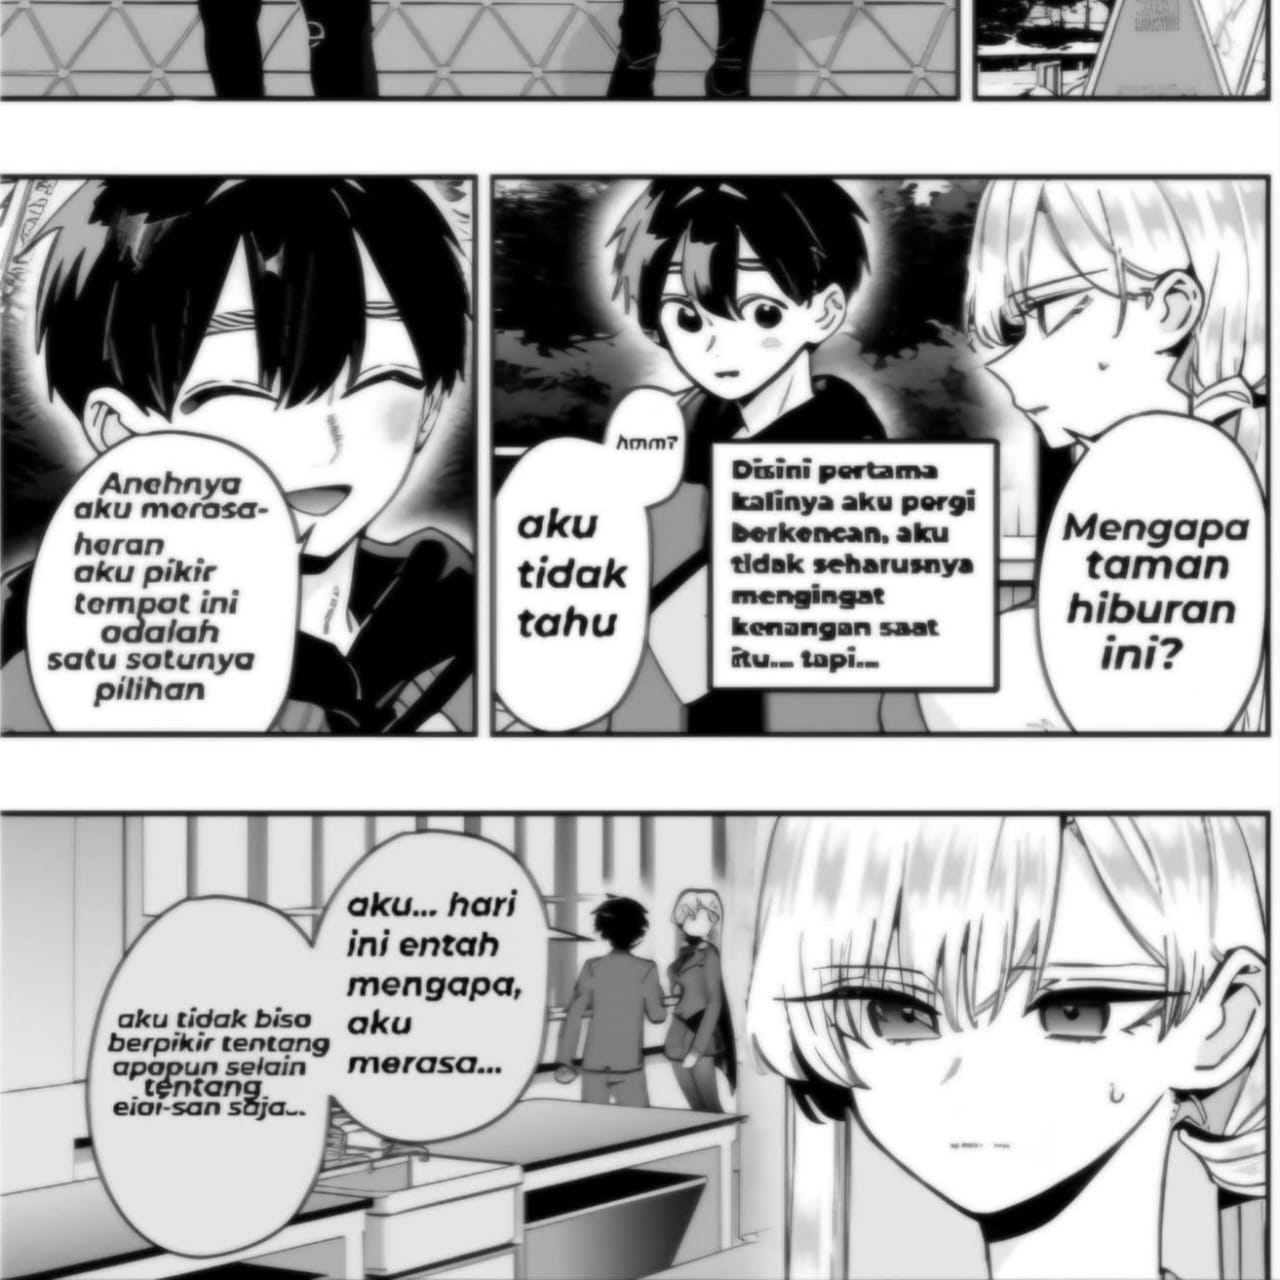 Mengapa
taman
hiburan
ini?
Disini pertama
kalinya aku pergi
berkencan, aku
tidak seharusnya
mengingat
kenangan saat
itu... tapi...
hmm?
aku
tidak
tahu
Anehnya
aku merasa-
heran
aku pikir
tempat ini
adalah
satu satunya
pilihan
aku... hari
ini entah
mengapa,
aku
merasa...
aku tidak bisa
berpikir tentang
apapun selain
tentang
eiai-san saja...